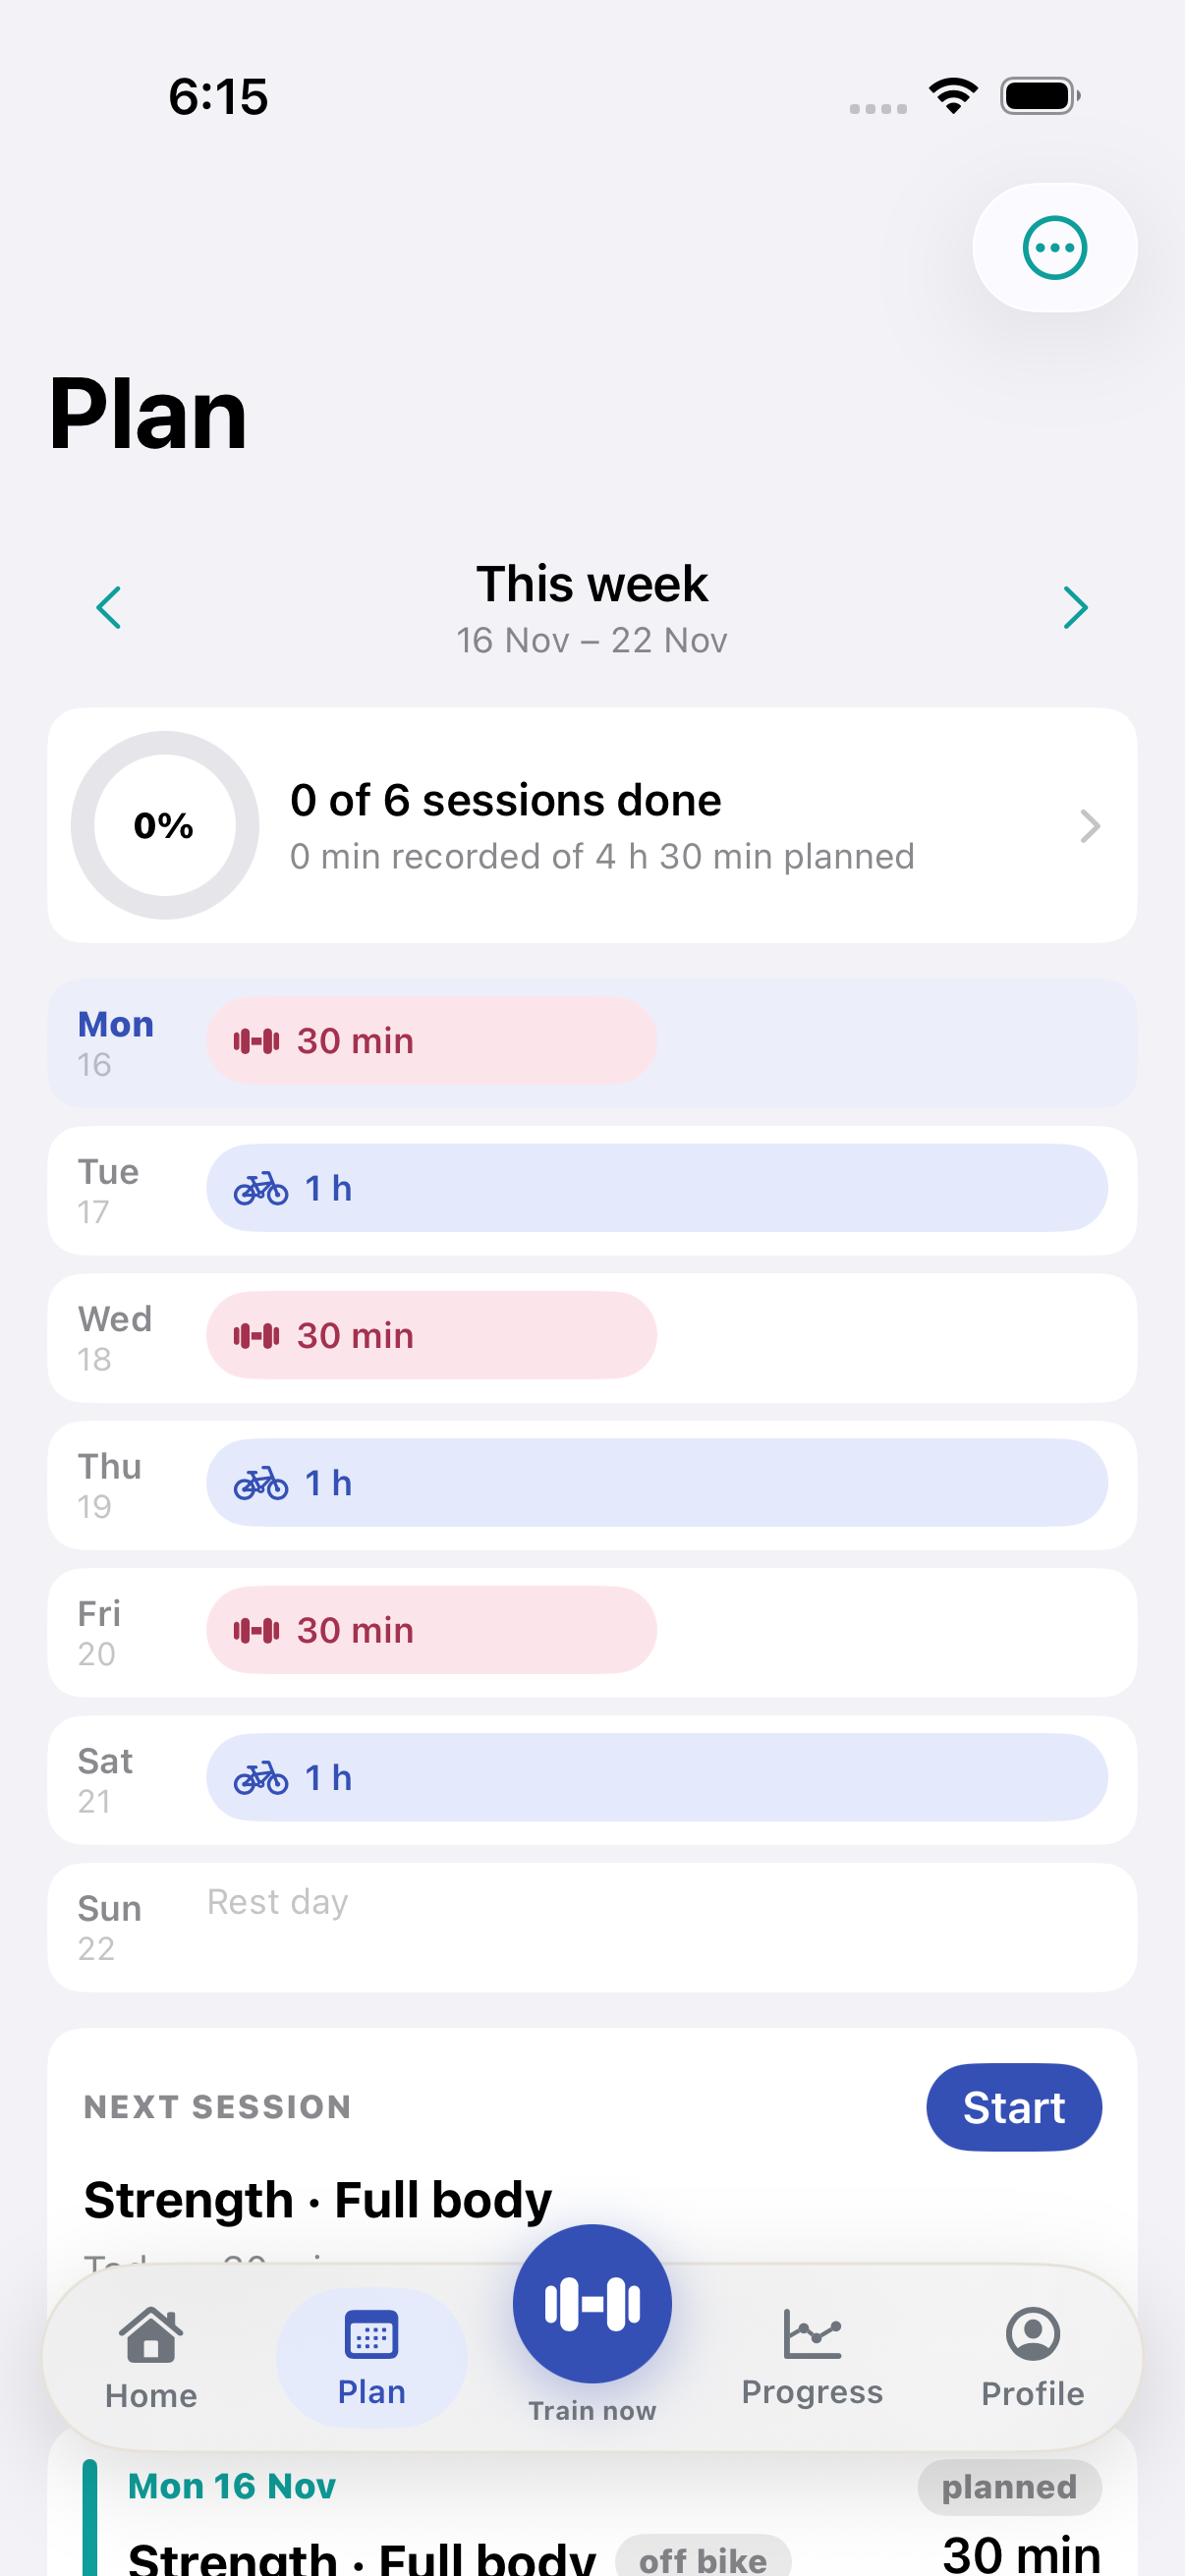 6:15
Plan
This week
16 Nov – 22 Nov
0%
0 of 6 sessions done
0 min recorded of 4 h 30 min planned
Mon
16
30 min
Tue
17
1 h
Wed
18
30 min
Thu
19
1 h
Fri
20
30 min
Sat
21
1 h
Sun
22
Rest day
NEXT SESSION
Start
Strength · Full body
Home
Plan
Train now
Progress
Profile
Mon 16 Nov
planned
Strength · Full body
off bike
30 min